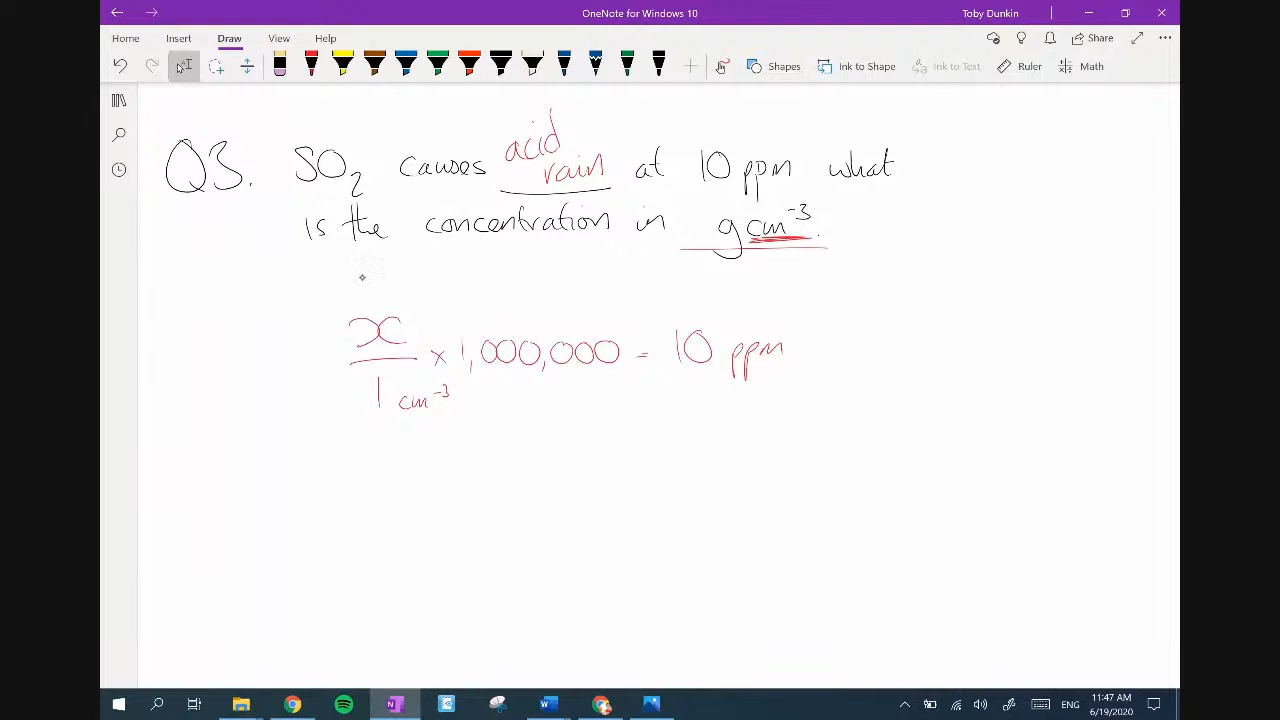 OneNote for Windows 10
Toby Dunkin
Home Insert Draw View Help
Share
Shapes Ink to Shape Ink to Text Ruler Math
Q3. SO₂ causes acid rain at 10 ppm what
is the concentration in g cm⁻³.
x
/ 1 cm⁻³ × 1,000,000 = 10 ppm
ENG
11:47 AM
6/19/2020